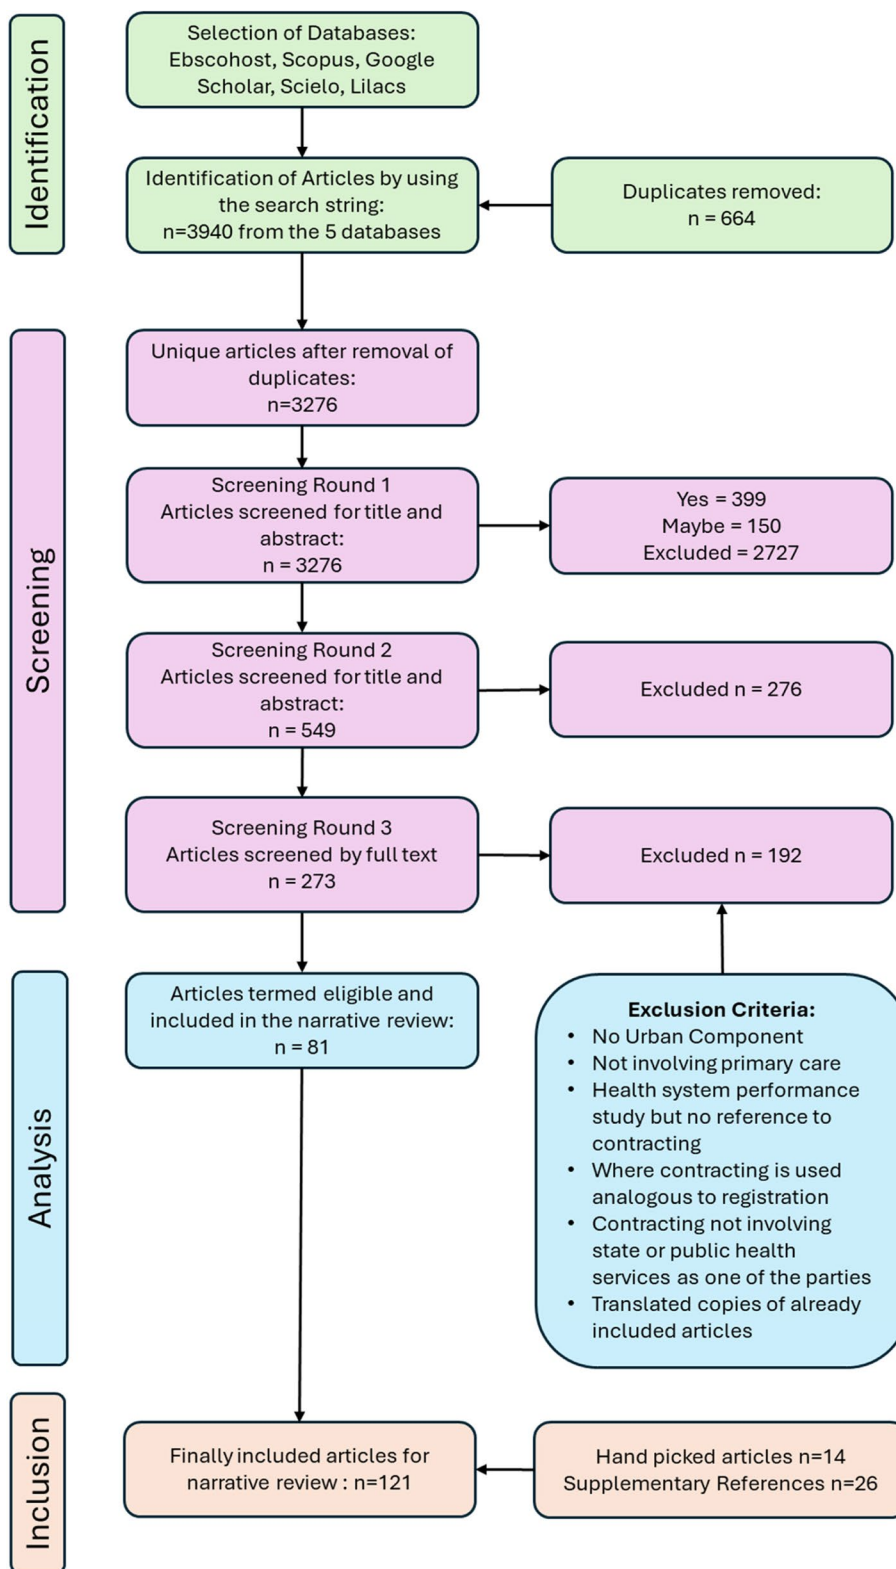 Identification
Selection of Databases:
Ebscohost, Scopus, Google
Scholar, Scielo, Lilacs
Identification of Articles by using
the search string:
n=3940 from the 5 databases
Duplicates removed:
n = 664
Screening
Unique articles after removal of
duplicates:
n=3276
Screening Round 1
Articles screened for title and
abstract:
n = 3276
Yes = 399
Maybe = 150
Excluded = 2727
Screening Round 2
Articles screened for title and
abstract:
n = 549
Excluded n = 276
Screening Round 3
Articles screened by full text
n = 273
Excluded n = 192
Analysis
Articles termed eligible and
included in the narrative review:
n = 81
Exclusion Criteria:
• No Urban Component
• Not involving primary care
• Health system performance
study but no reference to
contracting
• Where contracting is used
analogous to registration
• Contracting not involving
state or public health
services as one of the parties
• Translated copies of already
included articles
Inclusion
Finally included articles for
narrative review : n=121
Hand picked articles n=14
Supplementary References n=26